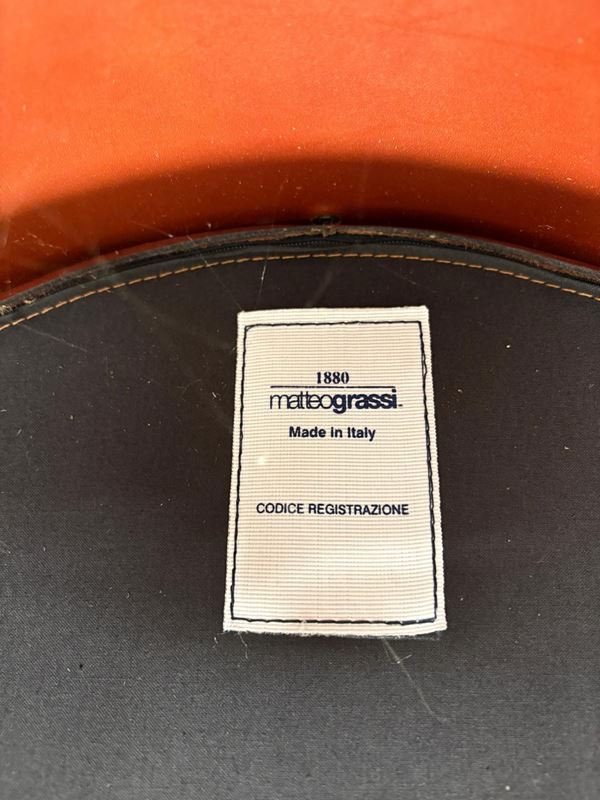 1880
matteograssi
Made in Italy
CODICE REGISTRAZIONE